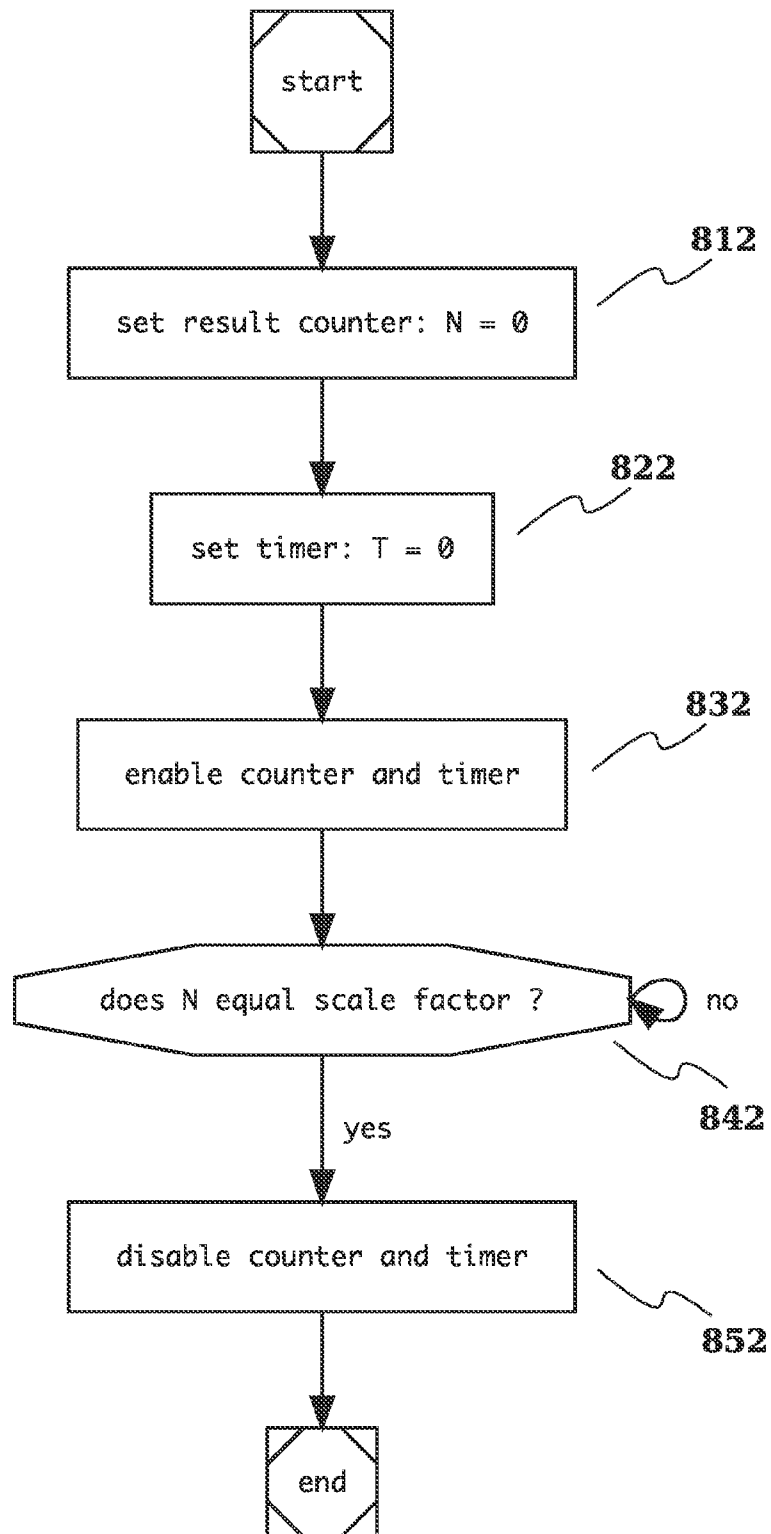 start
812
set result counter: N = 0
822
set timer: T = 0
832
enable counter and timer
does N equal scale factor ?
no
842
yes
disable counter and timer
852
end